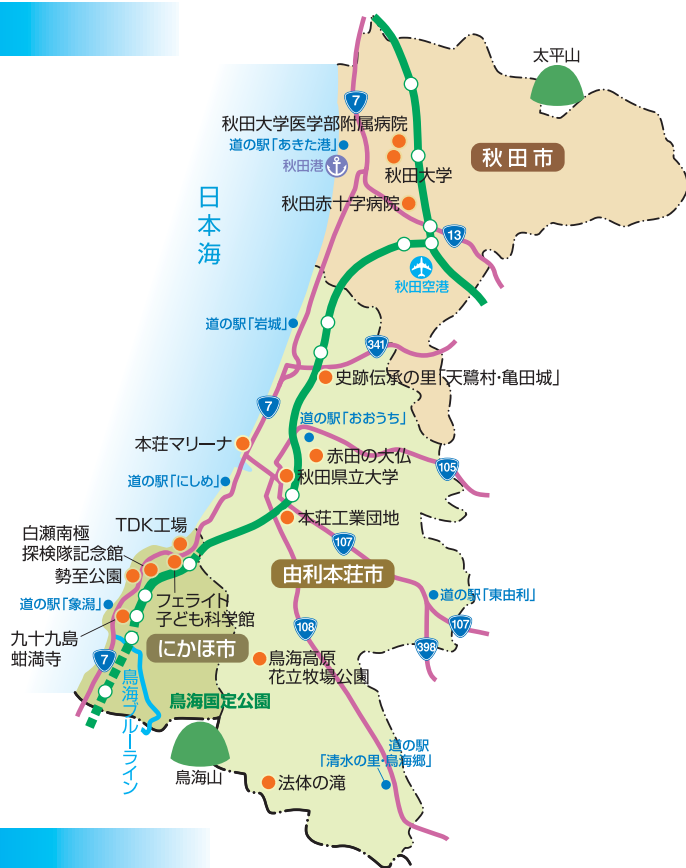 太平山
7
秋田大学医学部附属病院
道の駅「あきた港」
秋田港
秋田大学
秋田市
日本海
秋田赤十字病院
13
秋田空港
道の駅「岩城」
341
史跡伝承の里「天鷺村・亀田城」
7
道の駅「おおうち」
本荘マリーナ
赤田の大仏
105
道の駅「にしめ」
秋田県立大学
TDK工場
本荘工業団地
白瀬南極
探検隊記念館
107
勢至公園
由利本荘市
道の駅「象潟」
フェライト
子ども科学館
道の駅「東由利」
107
九十九島
蚶満寺
にかほ市
108
398
7
鳥海高原
花立牧場公園
鳥海ブルーライン
鳥海国定公園
道の駅
「清水の里・鳥海郷」
鳥海山
法体の滝